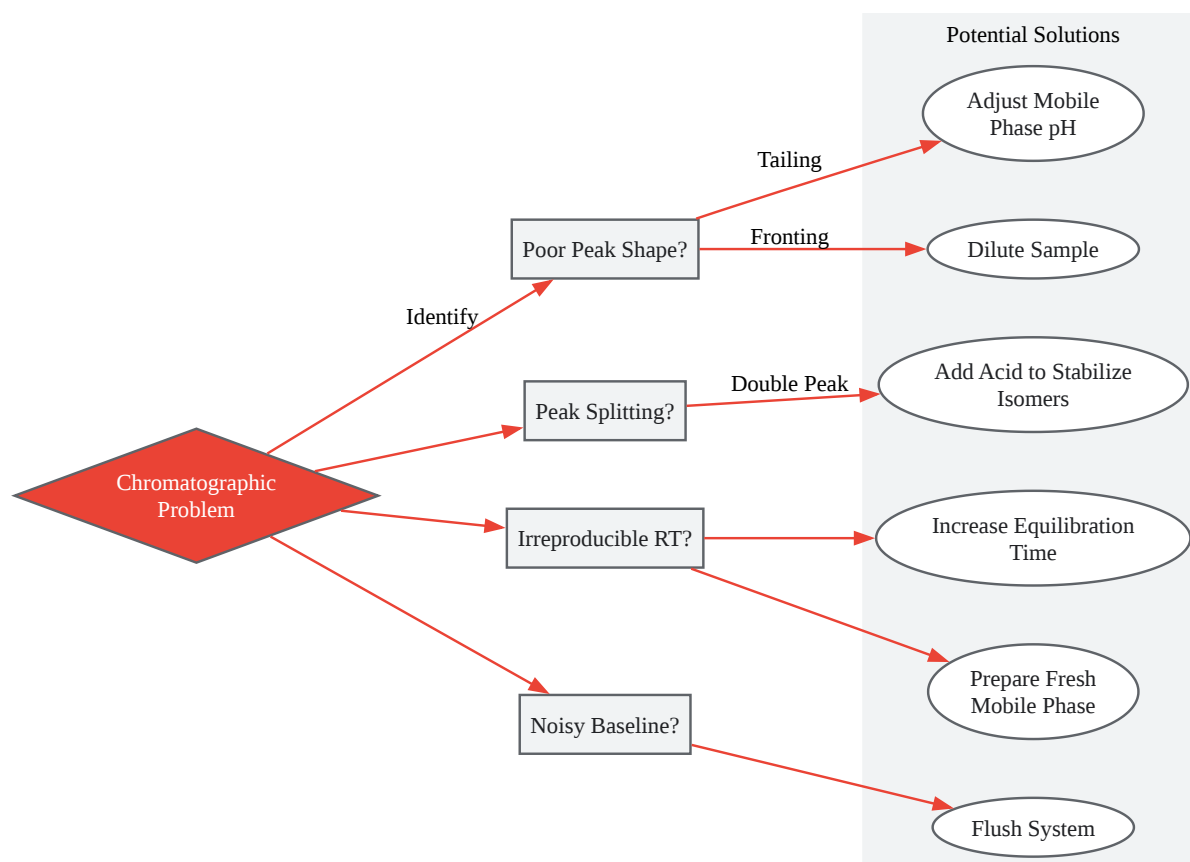 Potential Solutions
Adjust Mobile
Phase pH
Tailing
Poor Peak Shape?
Fronting
Dilute Sample
Identify
Add Acid to Stabilize
Isomers
Double Peak
Peak Splitting?
Chromatographic
Problem
Irreproducible RT?
Increase Equilibration
Time
Prepare Fresh
Mobile Phase
Noisy Baseline?
Flush System